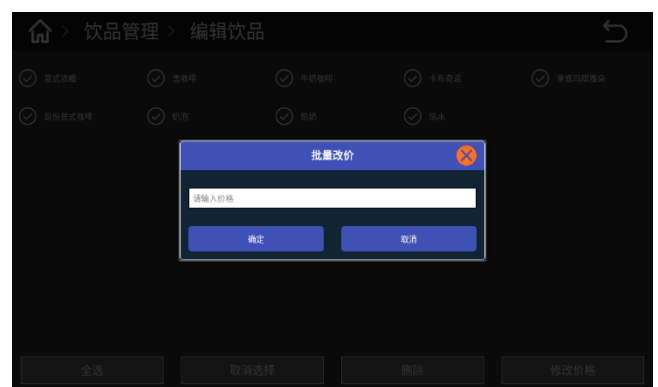 饮品管理 > 编辑饮品
意式浓缩 黑咖啡 牛奶咖啡 卡布奇诺 拿铁玛琪雅朵
双份意式咖啡 奶泡 热奶 热水
批量改价
请输入价格
确定 取消
全选 取消选择 删除 修改价格